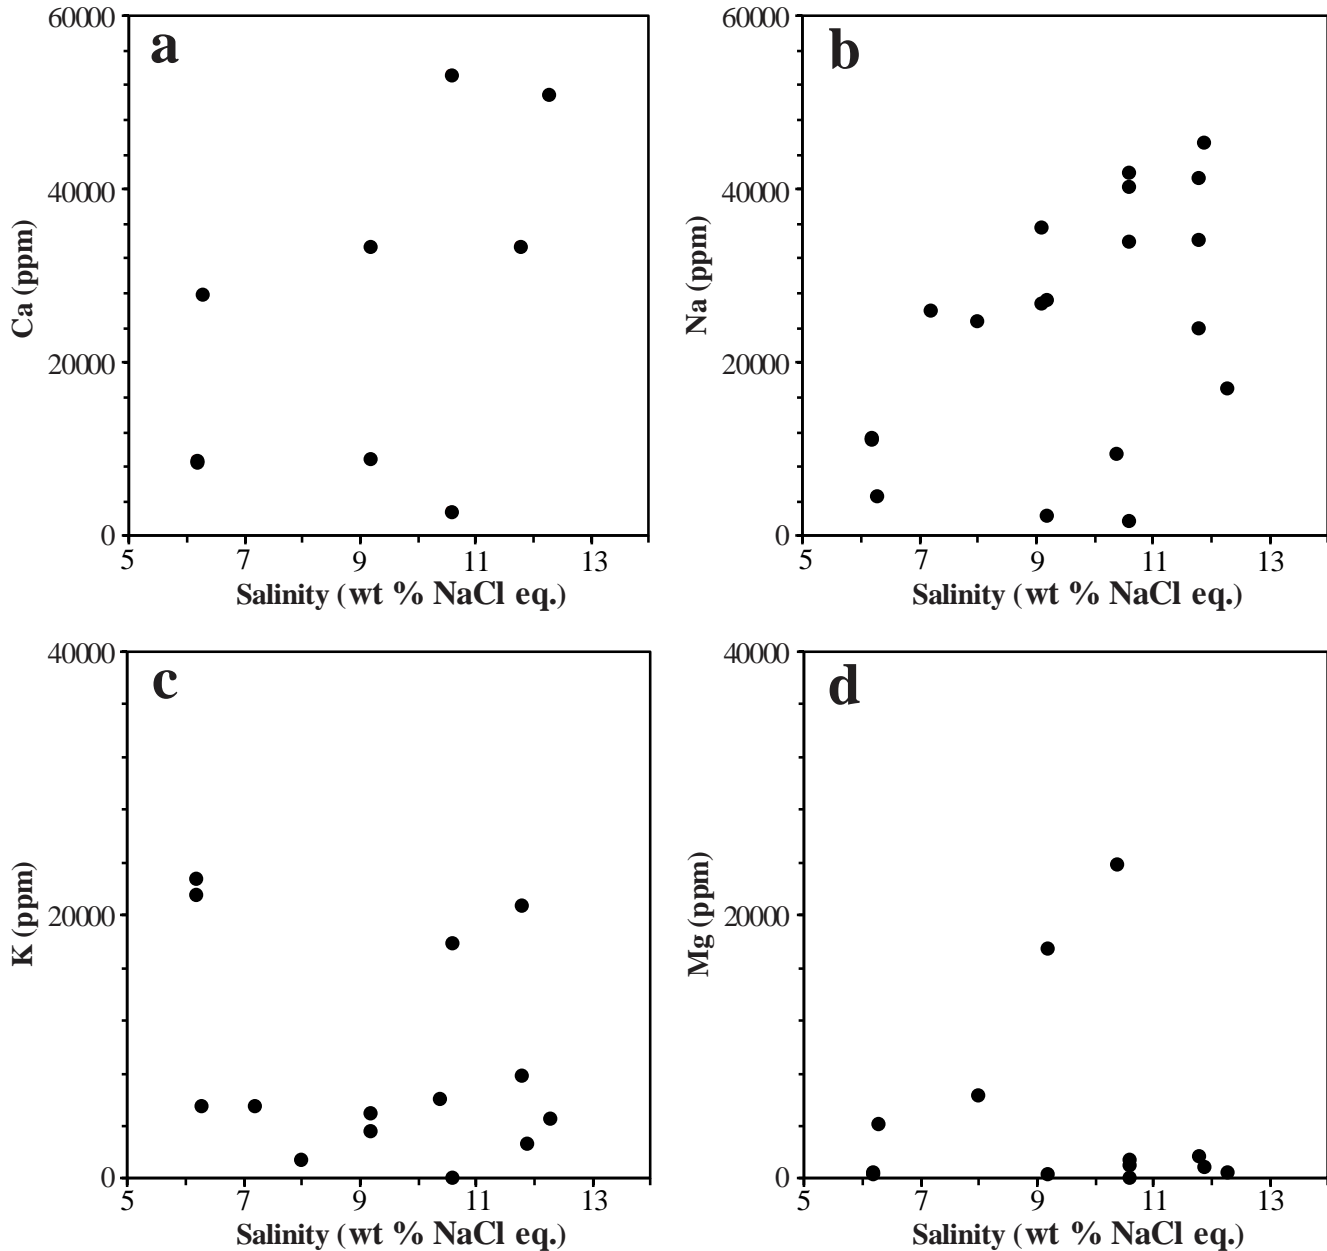 a
60000
40000
20000
0
Ca (ppm)
5 7 9 11 13
Salinity (wt % NaCl eq.)
b
60000
40000
20000
0
Na (ppm)
5 7 9 11 13
Salinity (wt % NaCl eq.)
c
40000
20000
0
K (ppm)
5 7 9 11 13
Salinity (wt % NaCl eq.)
d
40000
20000
0
Mg (ppm)
5 7 9 11 13
Salinity (wt % NaCl eq.)